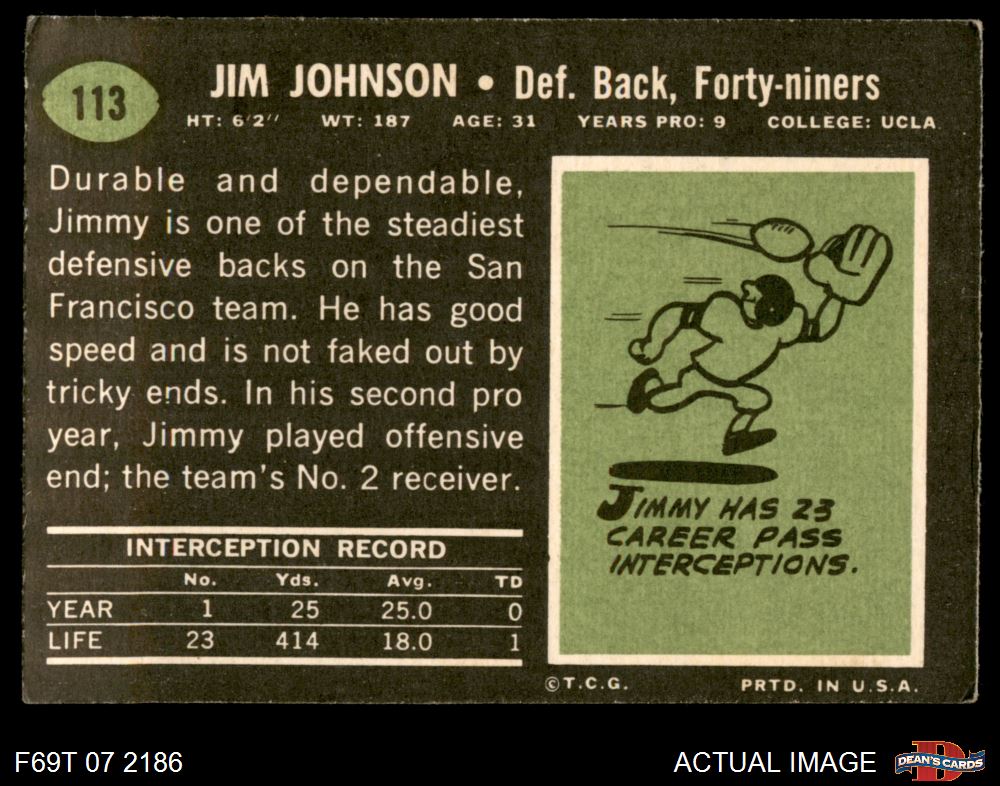 113
JIM JOHNSON • Def. Back, Forty-niners
HT: 6'2" WT: 187 AGE: 31 YEARS PRO: 9 COLLEGE: UCLA
Durable and dependable,
Jimmy is one of the steadiest
defensive backs on the San
Francisco team. He has good
speed and is not faked out by
tricky ends. In his second pro
year, Jimmy played offensive
end; the team's No. 2 receiver.
INTERCEPTION RECORD
No. Yds. Avg. TD
YEAR 1 25 25.0 0
LIFE 23 414 18.0 1
JIMMY HAS 23
CAREER PASS
INTERCEPTIONS.
©T.C.G. PRTD. IN U.S.A.
F69T 07 2186
ACTUAL IMAGE
D
DEAN'S CARDS